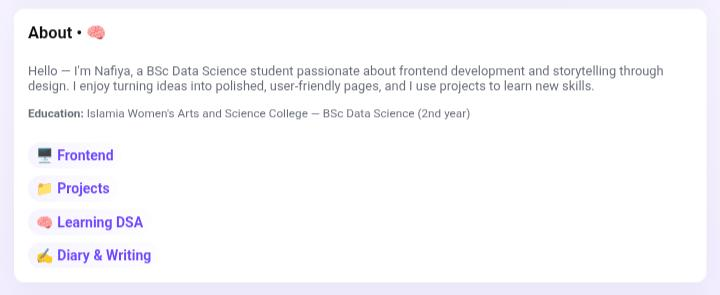 About • 🧠
Hello — I'm Nafiya, a BSc Data Science student passionate about frontend development and storytelling through
design. I enjoy turning ideas into polished, user-friendly pages, and I use projects to learn new skills.
Education: Islamia Women's Arts and Science College — BSc Data Science (2nd year)
🖥️ Frontend
📁 Projects
🧠 Learning DSA
✍️ Diary & Writing